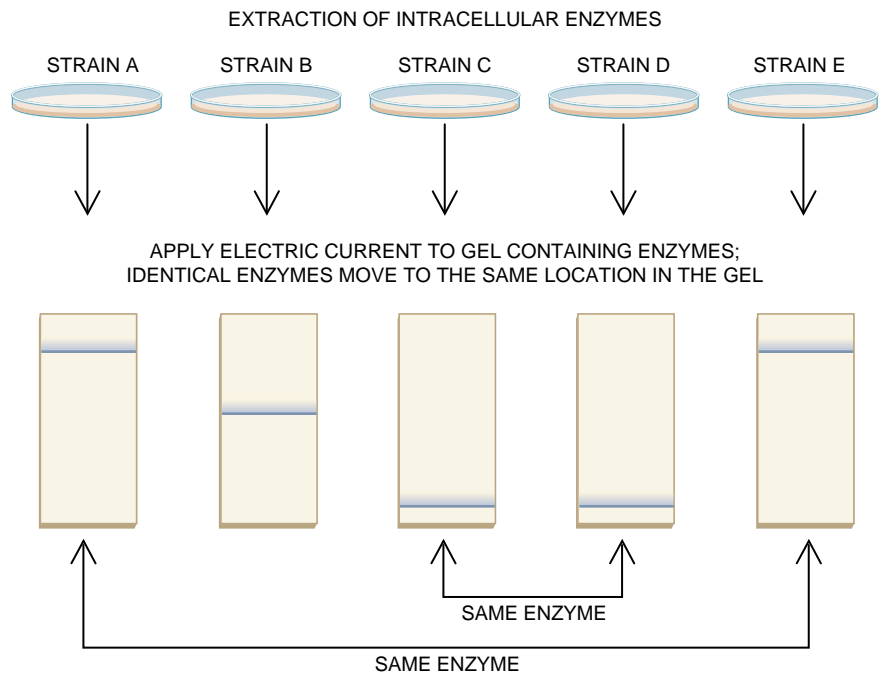 EXTRACTION OF INTRACELLULAR ENZYMES
STRAIN A
STRAIN B
STRAIN C
STRAIN D
STRAIN E
APPLY ELECTRIC CURRENT TO GEL CONTAINING ENZYMES;
IDENTICAL ENZYMES MOVE TO THE SAME LOCATION IN THE GEL
SAME ENZYME
SAME ENZYME